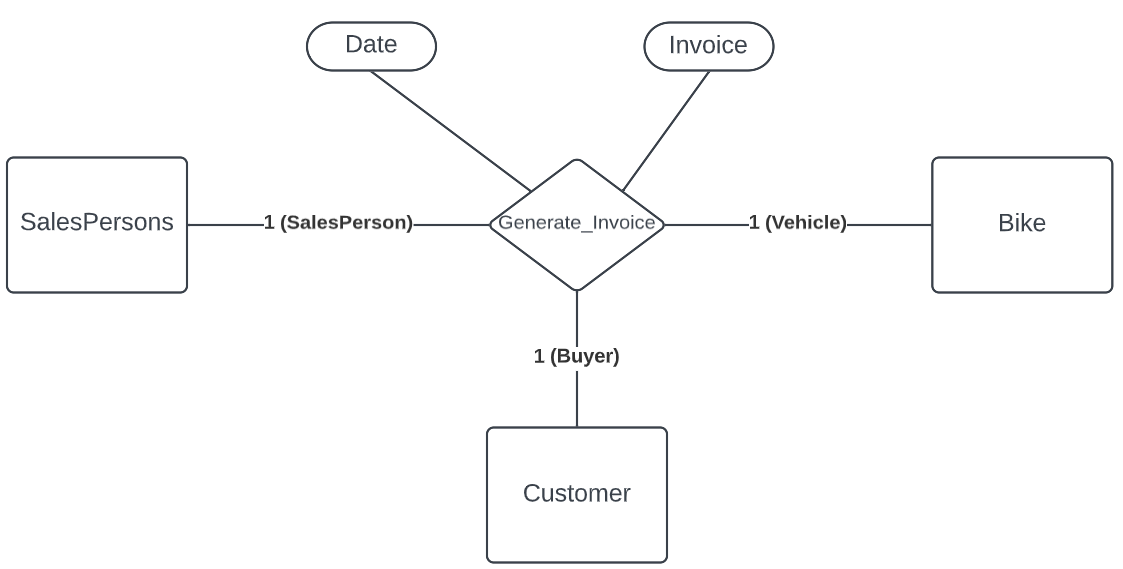 Date
Invoice
SalesPersons
1 (SalesPerson)
Generate_Invoice
1 (Vehicle)
Bike
1 (Buyer)
Customer